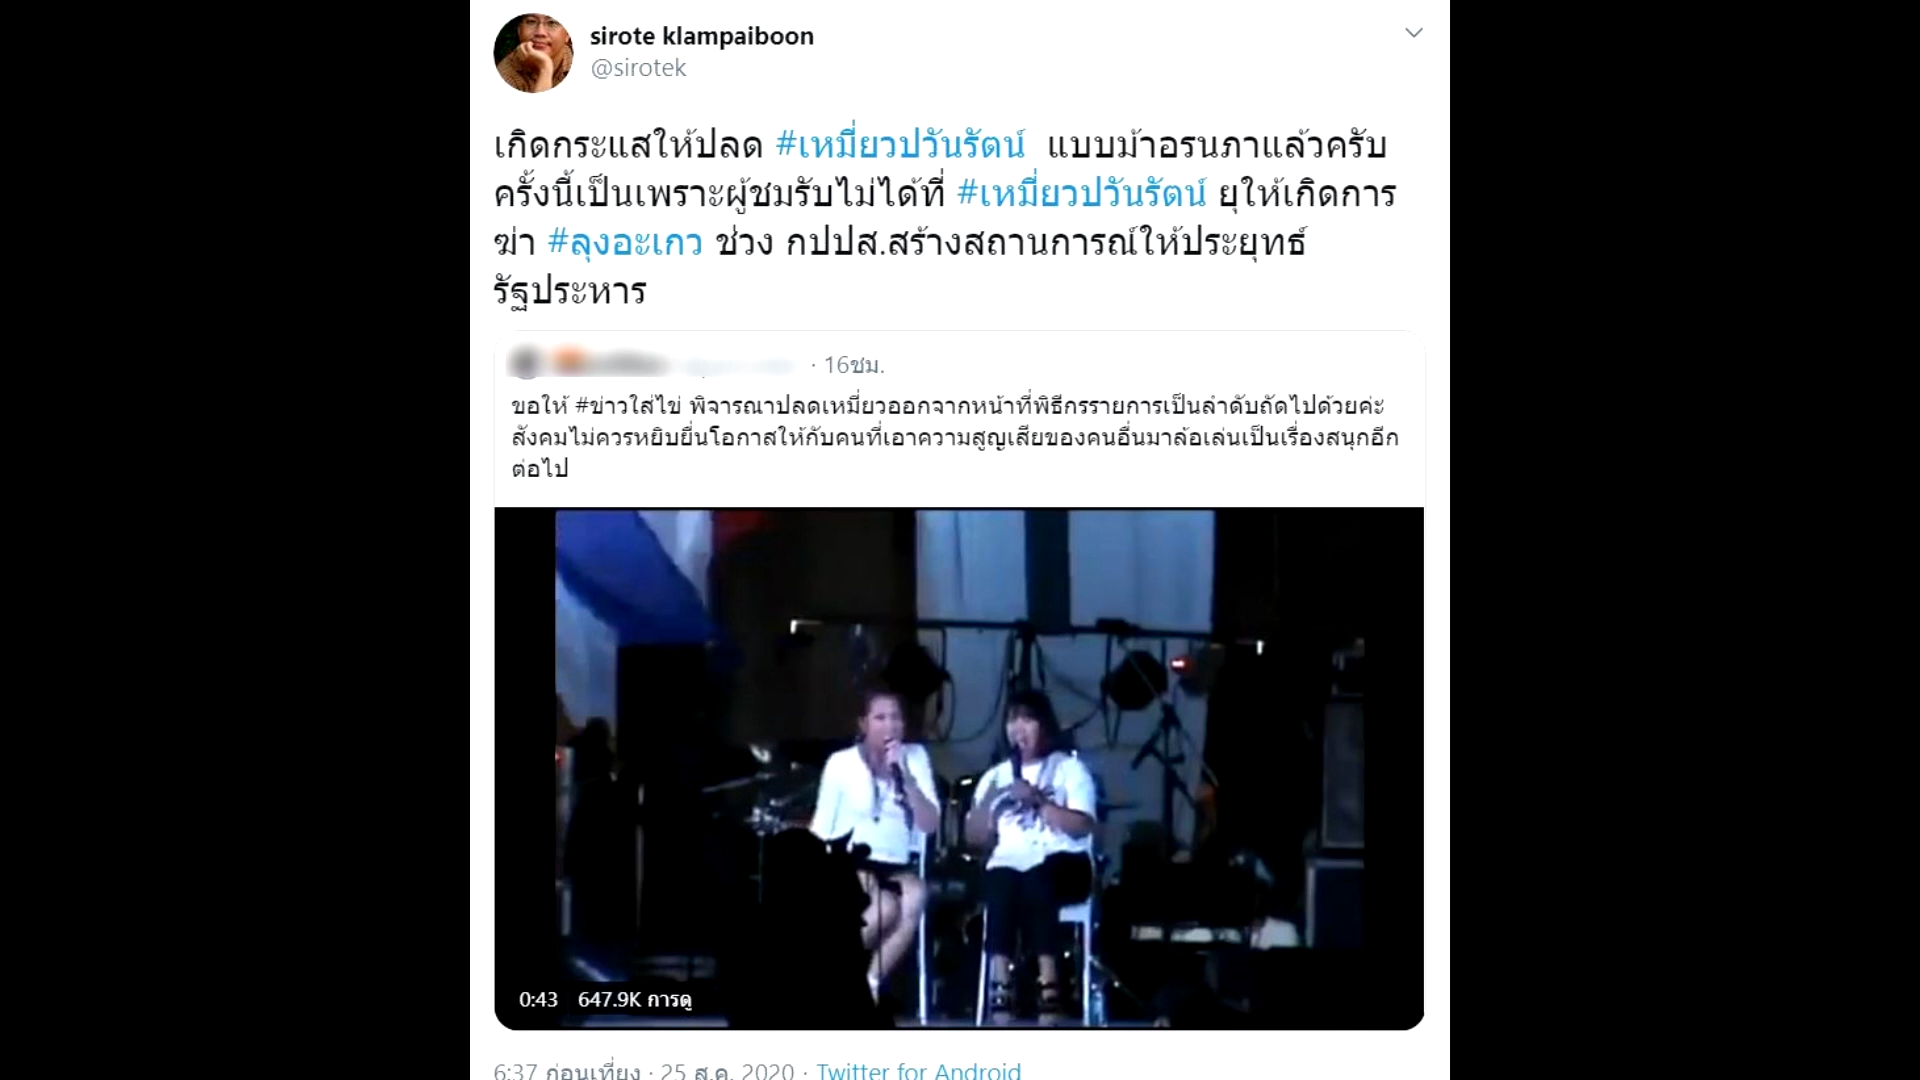 sirote klampaiboon
@sirotek
เกิดกระแสให้ปลด #เหมี่ยวปวันรัตน์ แบบม้าอรนภาแล้วครับ
ครั้งนี้เป็นเพราะผู้ชมรับไม่ได้ที่ #เหมี่ยวปวันรัตน์ ยุให้เกิดการ
ฆ่า #ลุงอะเกว ช่วง กปปส.สร้างสถานการณ์ให้ประยุทธ์
รัฐประหาร
· 16ชม.
ขอให้ #ข่าวใส่ไข่ พิจารณาปลดเหมี่ยวออกจากหน้าที่พิธีกรรายการเป็นลำดับถัดไปด้วยค่ะ
สังคมไม่ควรหยิบยื่นโอกาสให้กับคนที่เอาความสูญเสียของคนอื่นมาล้อเล่นเป็นเรื่องสนุกอีก
ต่อไป
0:43 647.9K การดู
6:37 ก่อนเที่ยง · 25 ส.ค. 2020 · Twitter for Android